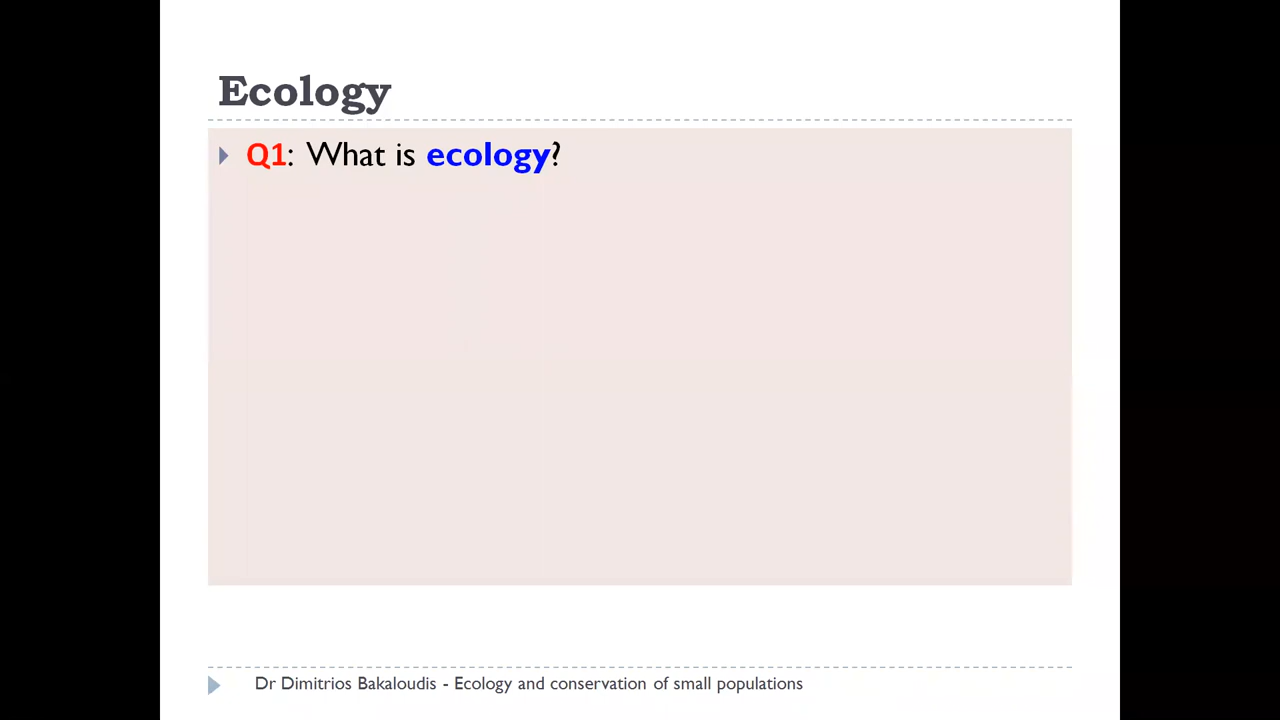 Ecology
Q1: What is ecology?
Dr Dimitrios Bakaloudis - Ecology and conservation of small populations